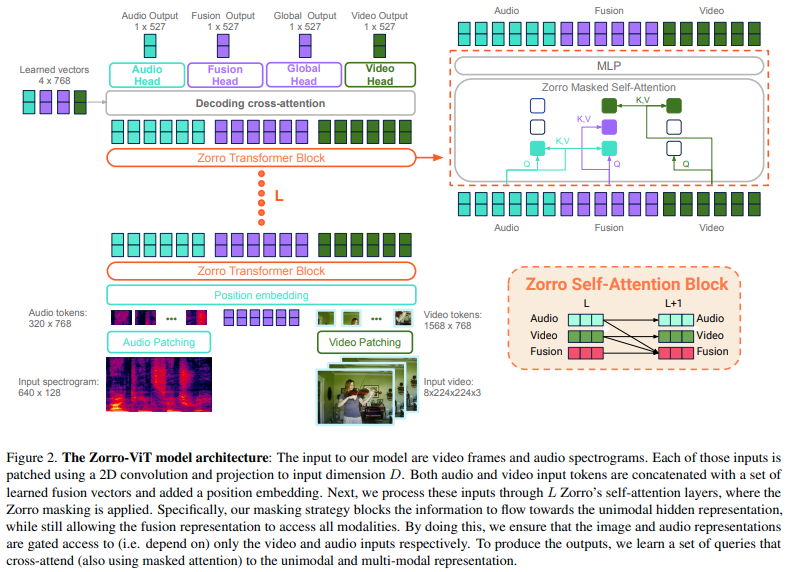 Audio Output
1 x 527
Fusion Output
1 x 527
Global Output
1 x 527
Video Output
1 x 527
Learned vectors
4 x 768
Audio
Head
Fusion
Head
Global
Head
Video
Head
Decoding cross-attention
Zorro Transformer Block
L
Zorro Transformer Block
Position embedding
Audio tokens:
320 x 768
Video tokens:
1568 x 768
Audio Patching
Video Patching
Input spectrogram:
640 x 128
Input video:
8x224x224x3
Audio
Fusion
Video
MLP
Zorro Masked Self-Attention
K,V
K,V
K,V
Q
Q
Q
Audio
Fusion
Video
Zorro Self-Attention Block
L
L+1
Audio
Audio
Video
Video
Fusion
Fusion
Figure 2. The Zorro-ViT model architecture: The input to our model are video frames and audio spectrograms. Each of those inputs is
patched using a 2D convolution and projection to input dimension D. Both audio and video input tokens are concatenated with a set of
learned fusion vectors and added a position embedding. Next, we process these inputs through L Zorro's self-attention layers, where the
Zorro masking is applied. Specifically, our masking strategy blocks the information to flow towards the unimodal hidden representation,
while still allowing the fusion representation to access all modalities. By doing this, we ensure that the image and audio representations
are gated access to (i.e. depend on) only the video and audio inputs respectively. To produce the outputs, we learn a set of queries that
cross-attend (also using masked attention) to the unimodal and multi-modal representation.